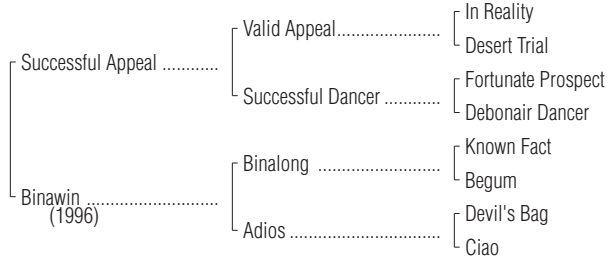 In Reality
Valid Appeal....................
Desert Trial
Successful Appeal ............
Fortunate Prospect
Successful Dancer ............
Debonair Dancer
Known Fact
Binalong ..........................
Begum
Binawin ............................
(1996)
Devil's Bag
Adios ................................
Ciao